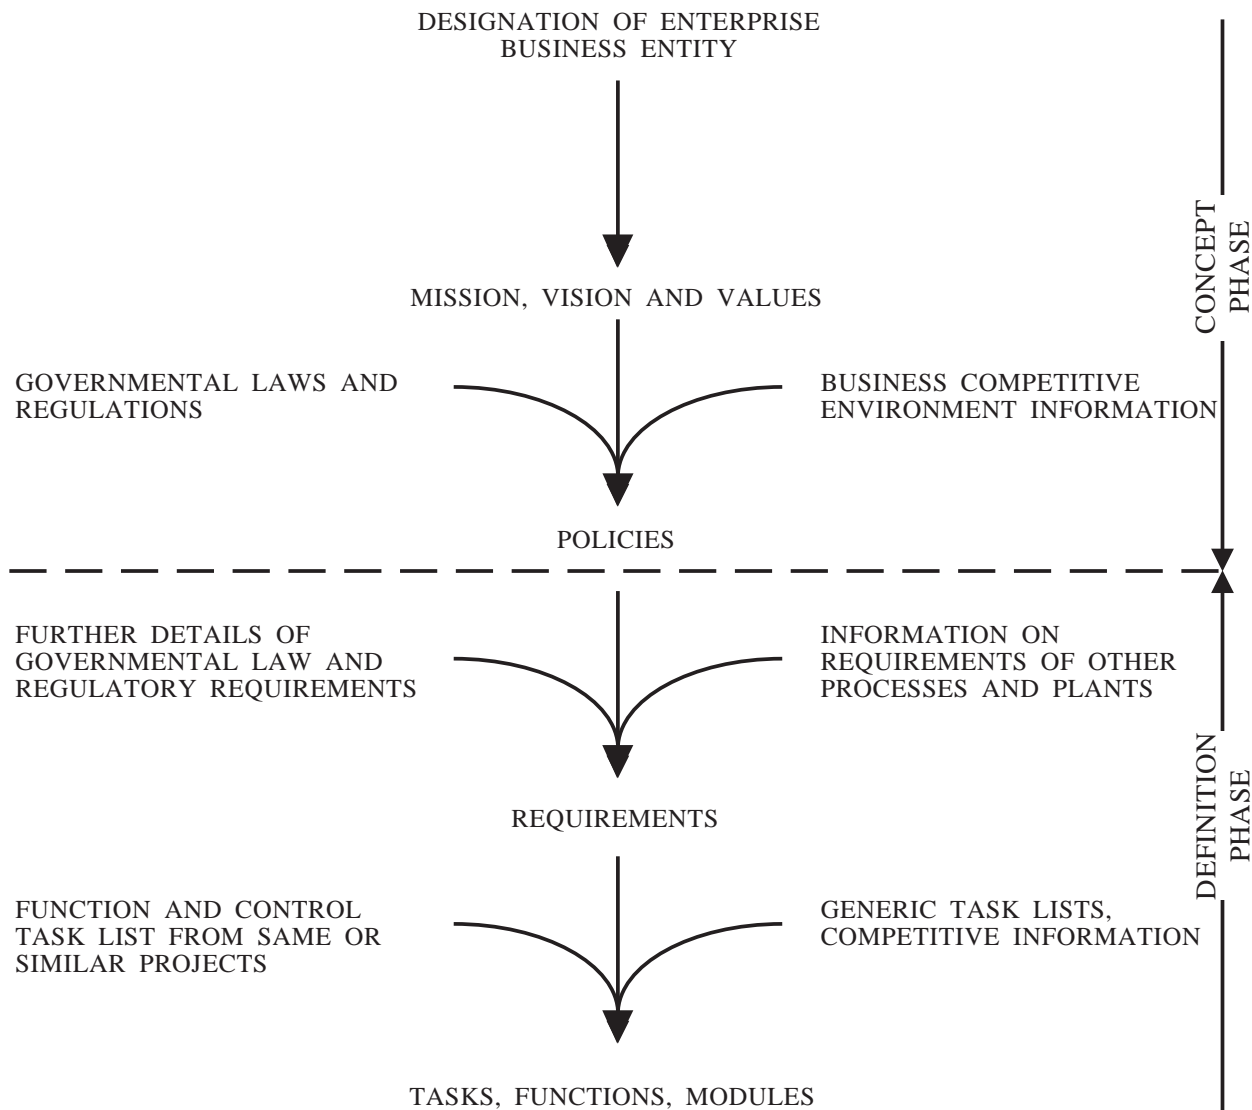 DESIGNATION OF ENTERPRISE
BUSINESS ENTITY
MISSION, VISION AND VALUES
GOVERNMENTAL LAWS AND
REGULATIONS
BUSINESS COMPETITIVE
ENVIRONMENT INFORMATION
POLICIES
CONCEPT
PHASE
FURTHER DETAILS OF
GOVERNMENTAL LAW AND
REGULATORY REQUIREMENTS
INFORMATION ON
REQUIREMENTS OF OTHER
PROCESSES AND PLANTS
REQUIREMENTS
FUNCTION AND CONTROL
TASK LIST FROM SAME OR
SIMILAR PROJECTS
GENERIC TASK LISTS,
COMPETITIVE INFORMATION
TASKS, FUNCTIONS, MODULES
DEFINITION
PHASE